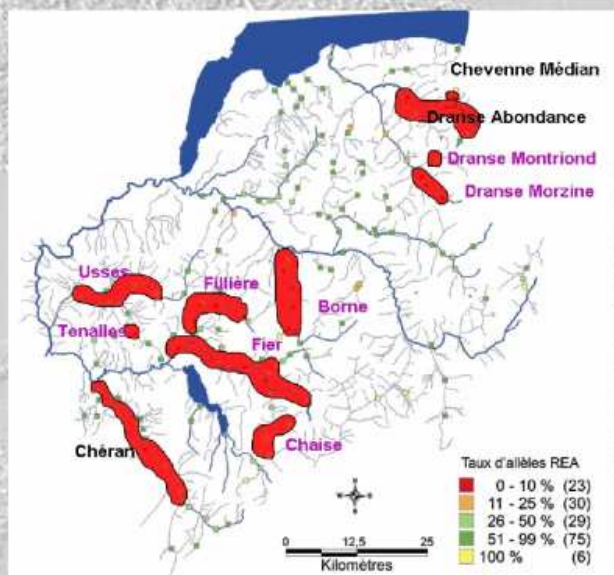 Chevenne Médian
Dranse Abondance
Dranse Montriond
Dranse Morzine
Usses
Fillière
Borne
Tenalles
Fier
Chéran
Chaise
Taux d'allèles REA
0 - 10 % (23)
11 - 25 % (30)
26 - 50 % (29)
51 - 99 % (75)
100 % (6)
0 12,5 25
Kilomètres